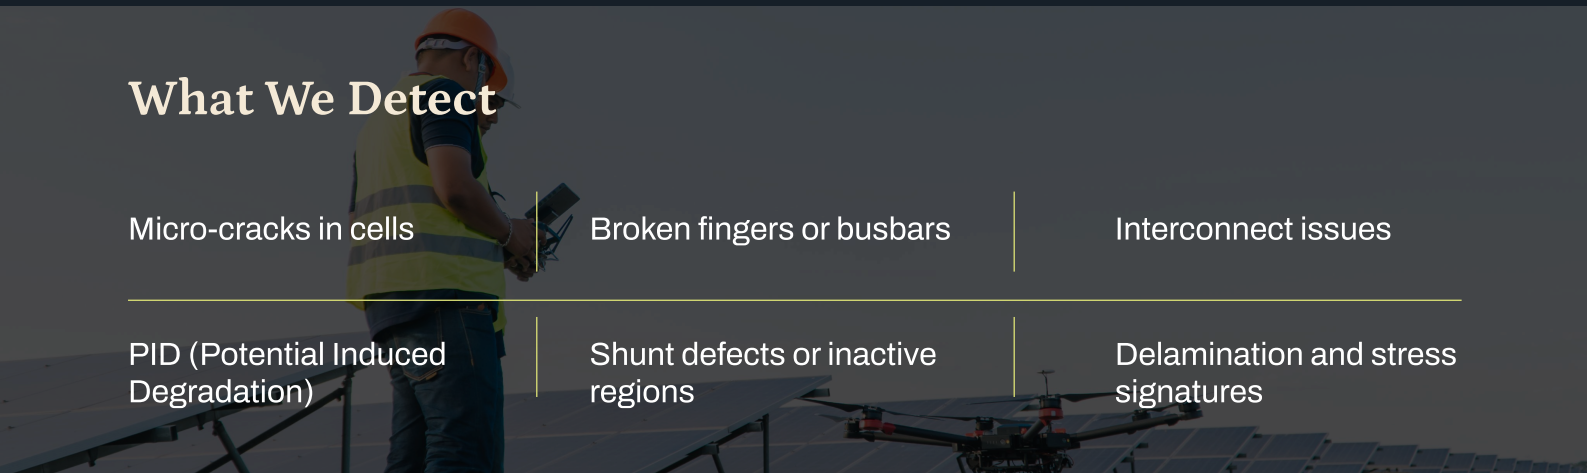 What We Detect
Micro-cracks in cells
Broken fingers or busbars
Interconnect issues
PID (Potential Induced
Degradation)
Shunt defects or inactive
regions
Delamination and stress
signatures